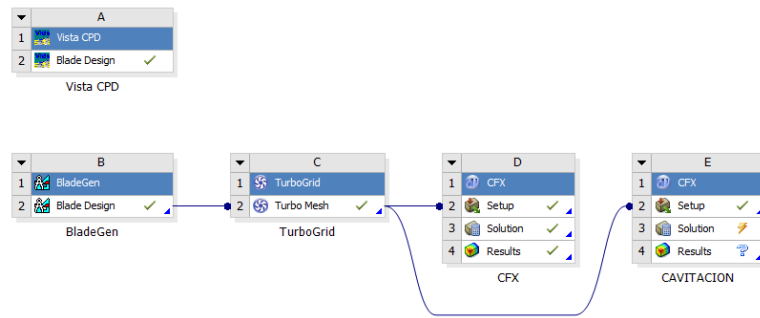 A
1 Vista CPD
2 Blade Design
Vista CPD
B
1 BladeGen
2 Blade Design
BladeGen
C
1 TurboGrid
2 Turbo Mesh
TurboGrid
D
1 CFX
2 Setup
3 Solution
4 Results
CFX
E
1 CFX
2 Setup
3 Solution
4 Results
CAVITACION